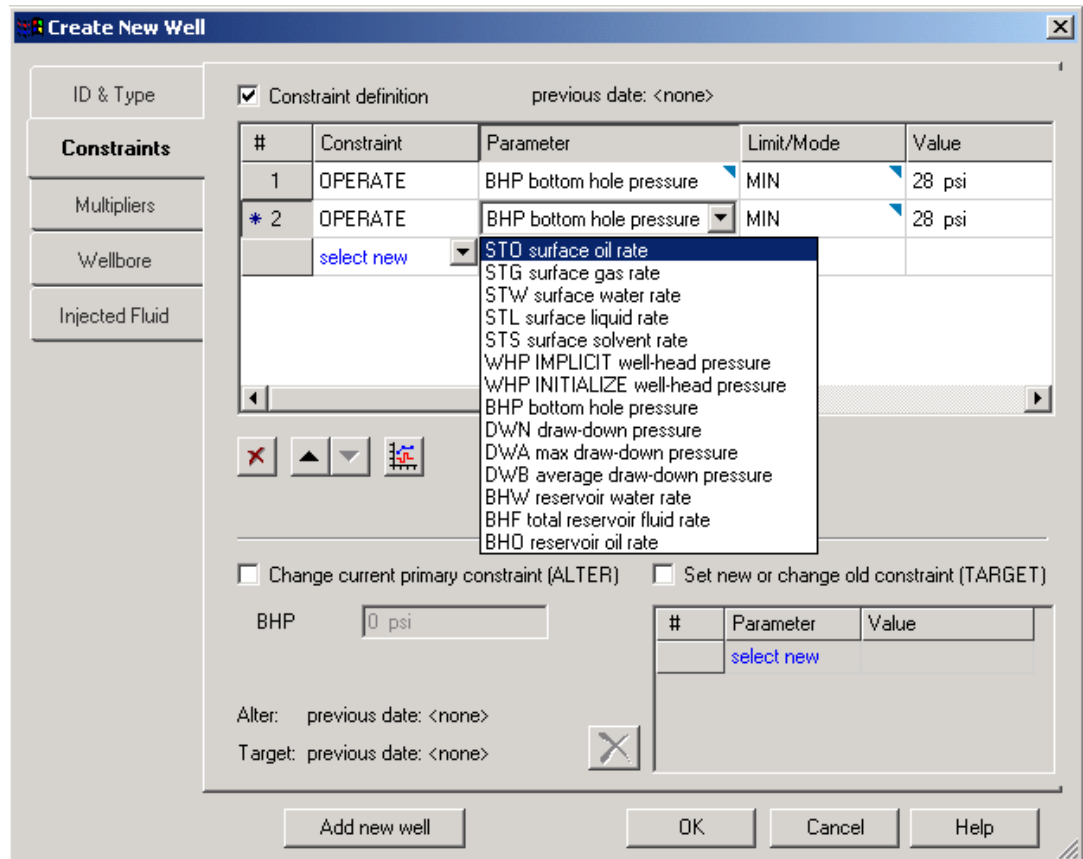 Create New Well
ID & Type
Constraints
Multipliers
Wellbore
Injected Fluid
Constraint definition previous date: <none>
# Constraint Parameter Limit/Mode Value
1 OPERATE BHP bottom hole pressure MIN 28 psi
* 2 OPERATE BHP bottom hole pressure MIN 28 psi
select new
STO surface oil rate
STG surface gas rate
STW surface water rate
STL surface liquid rate
STS surface solvent rate
WHP IMPLICIT well-head pressure
WHP INITIALIZE well-head pressure
BHP bottom hole pressure
DWN draw-down pressure
DWA max draw-down pressure
DWB average draw-down pressure
BHW reservoir water rate
BHF total reservoir fluid rate
BHO reservoir oil rate
Change current primary constraint (ALTER)
BHP 0 psi
Set new or change old constraint (TARGET)
# Parameter Value
select new
Alter: previous date: <none>
Target: previous date: <none>
Add new well OK Cancel Help